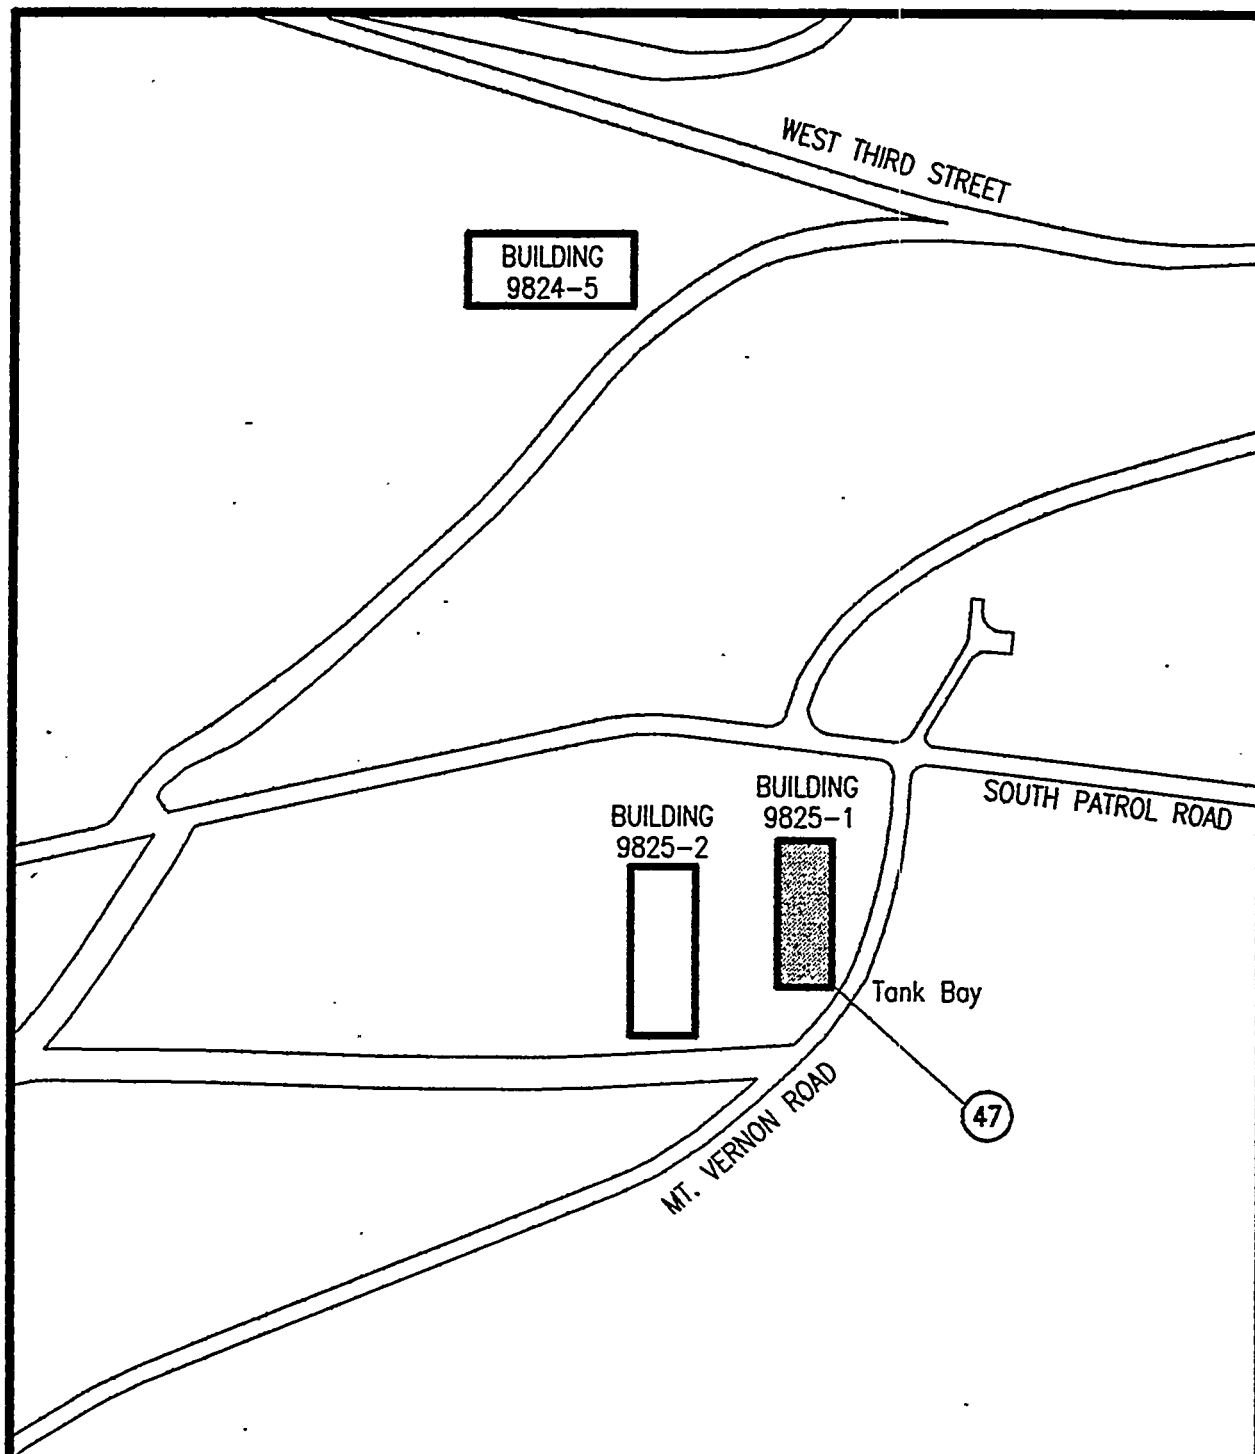 WEST THIRD STREET
BUILDING
9824-5
BUILDING
9825-1
SOUTH PATROL ROAD
BUILDING
9825-2
Tank Bay
47
MT. VERNON ROAD